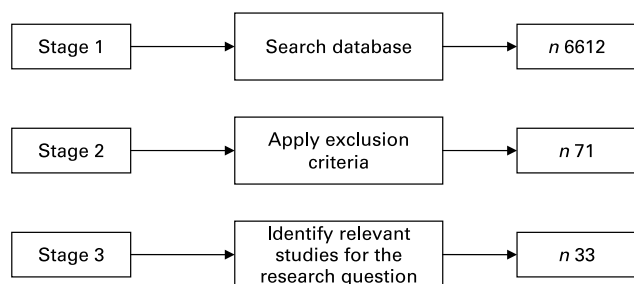 Stage 1
Search database
n 6612
Stage 2
Apply exclusion
criteria
n 71
Stage 3
Identify relevant
studies for the
research question
n 33